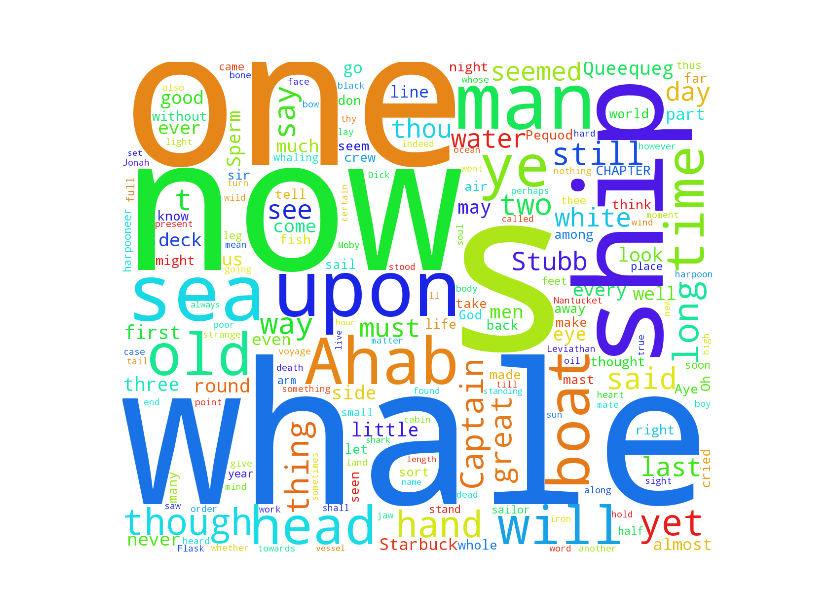 one
now
whale
s
ship
man
sea
upon
Ahab
old
ye
boat
head
will
though
hand
yet
time
said
thou
still
two
white
Stubb
way
must
long
great
Captain
thing
say
see
t
seemed
Queequeg
day
water
go
good
ever
without
much
don
line
night
came
bone
also
light
face
black
bow
thy
lay
indeed
whose
thus
far
part
world
Pequod
hard
however
ocean
went
CHAPTER
nothing
perhaps
thee
moment
wind
think
called
air
may
among
crew
seem
whaling
Sperm
set
Jonah
full
turn
wild
sir
tell
know
present
deck
might
harpooneer
leg
mean
come
fish
us
going
Moby
Dick
certain
soul
sail
stood
look
place
harpoon
body
feet
every
well
take
men
God
back
Nantucket
make
away
eye
life
even
first
always
poor
strange
case
tail
three
round
voyage
death
arm
something
hour
live
ll
matter
side
made
till
found
standing
Leviathan
oil
mast
thought
Aye
Oh
true
new
high
soon
sun
heart
mate
boy
end
point
small
little
cabin
shark
let
land
length
name
sort
seen
sometimes
year
give
mind
many
saw
order
work
shall
never
heard
Flask
whether
towards
vessel
jaw
stand
dead
Starbuck
whole
sailor
iron
along
right
last
sight
cried
hold
half
almost
word
another